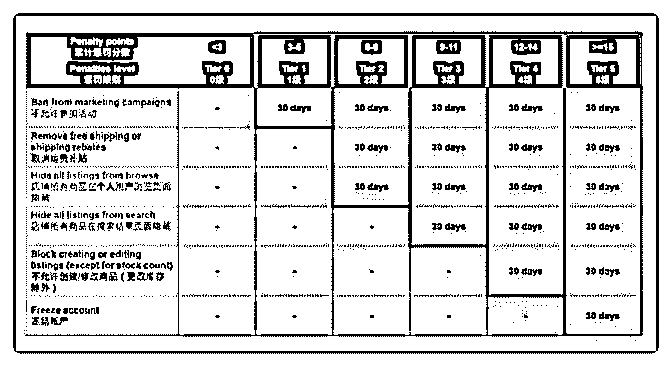 Penalty points <3 3-5 6-8 9-11 12-14 >=15
累计罚分数
Penalties level Tier 0 Tier 1 Tier 2 Tier 3 Tier 4 Tier 5
0级 1级 2级 3级 4级 5级
Ban from marketing campaigns - 30 days 30 days 30 days 30 days 30 days
不允许参加活动
Remove free shipping or - - 30 days 30 days 30 days 30 days
shipping rebates
取消运费补贴
Hide all listings from browse - - 30 days 30 days 30 days 30 days
Hide all listings from search - - - 30 days 30 days 30 days
Block creating or editing - - - - 30 days 30 days
listings (except for stock count)
不允许创建/修改商品 ( 更改库存
除外 )
Freeze account - - - - - 30 days
冻结账户